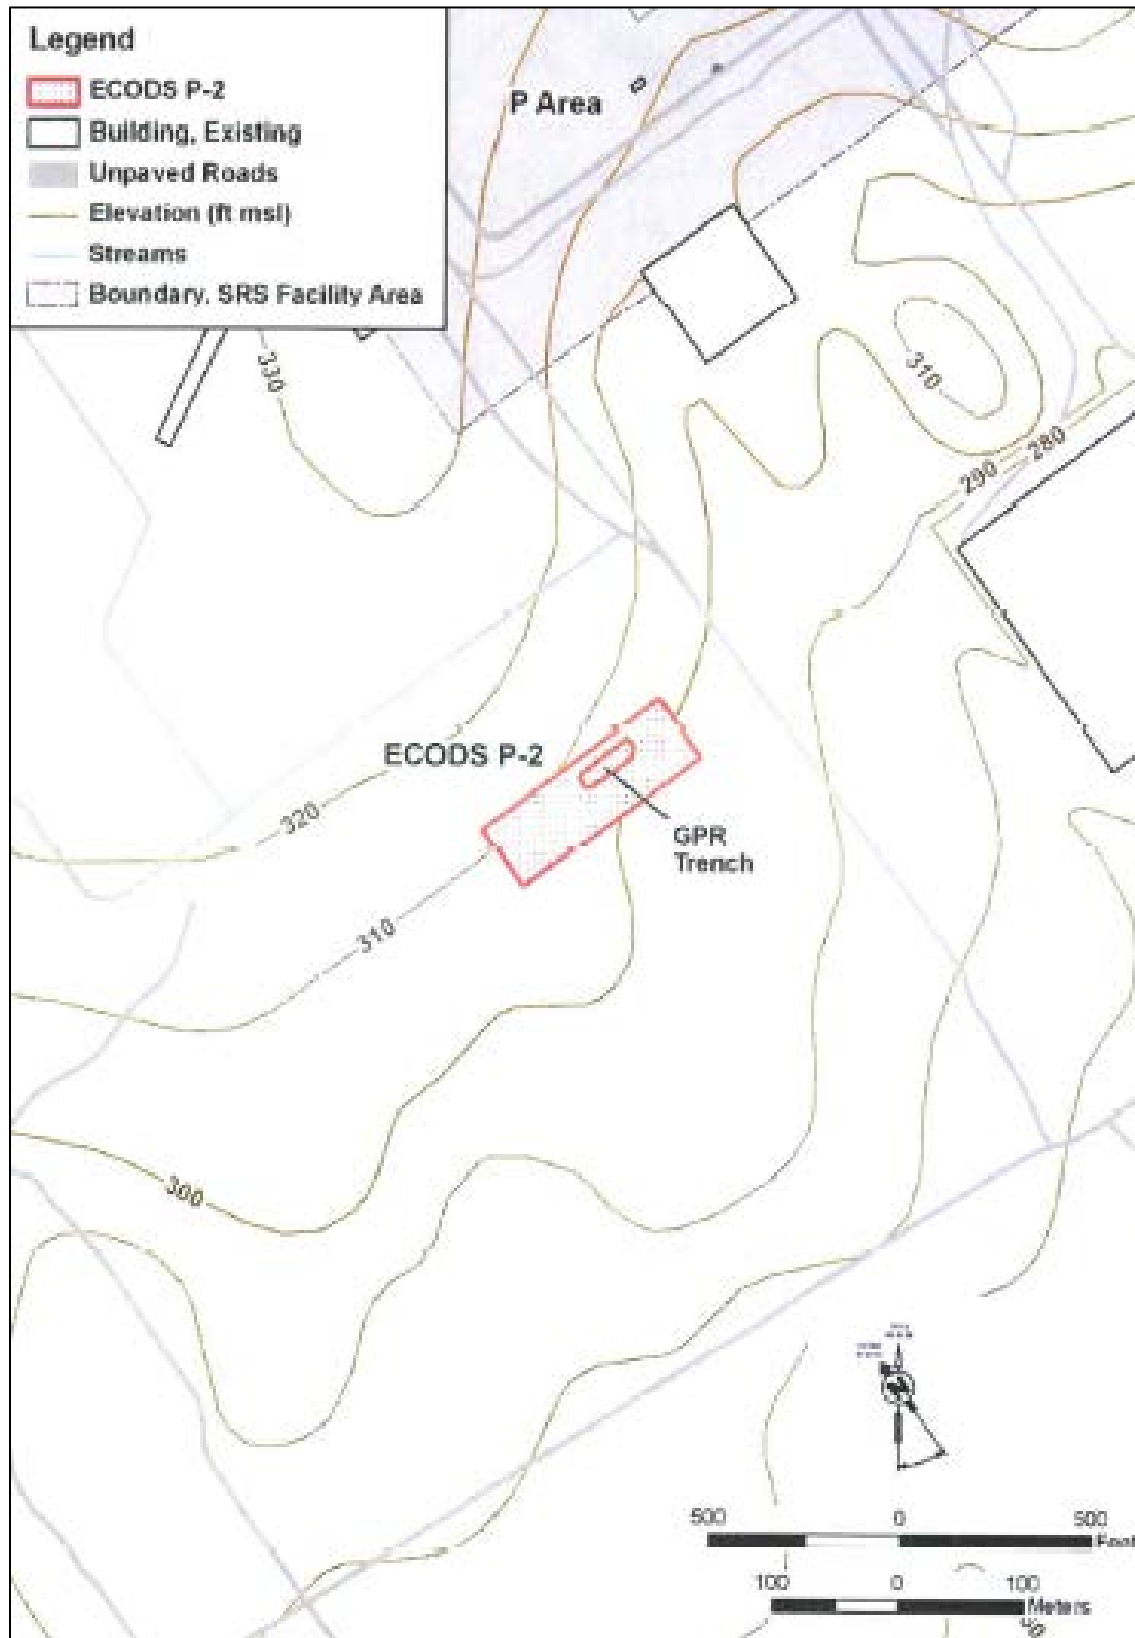 Legend
ECODS P-2
Building, Existing
Unpaved Roads
Elevation (ft msl)
Streams
Boundary, SRS Facility Area
P Area
330
310
290
280
ECODS P-2
GPR
Trench
320
310
300
500 0 500
Feet
100 0 100
Meters